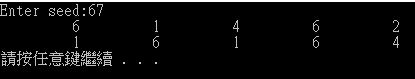 Enter seed:67
6 1 4 6 2
1 6 1 6 4
請按任意鍵繼續 . . .